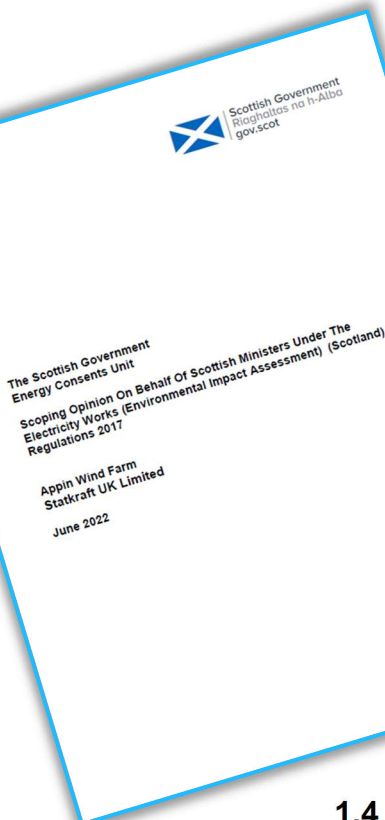 Scottish Government
Riaghaltas na h-Alba
gov.scot
The Scottish Government
Energy Consents Unit
Scoping Opinion On Behalf Of Scottish Ministers Under The
Electricity Works (Environmental Impact Assessment) (Scotland)
Regulations 2017
Appin Wind Farm
Statkraft UK Limited
June 2022
1.4